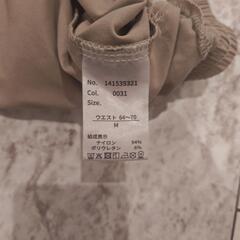 No. 141535321
Col. 0031
Size.
ウエスト 64〜70
M
組成表示
ナイロン 94%
ポリウレタン 6%